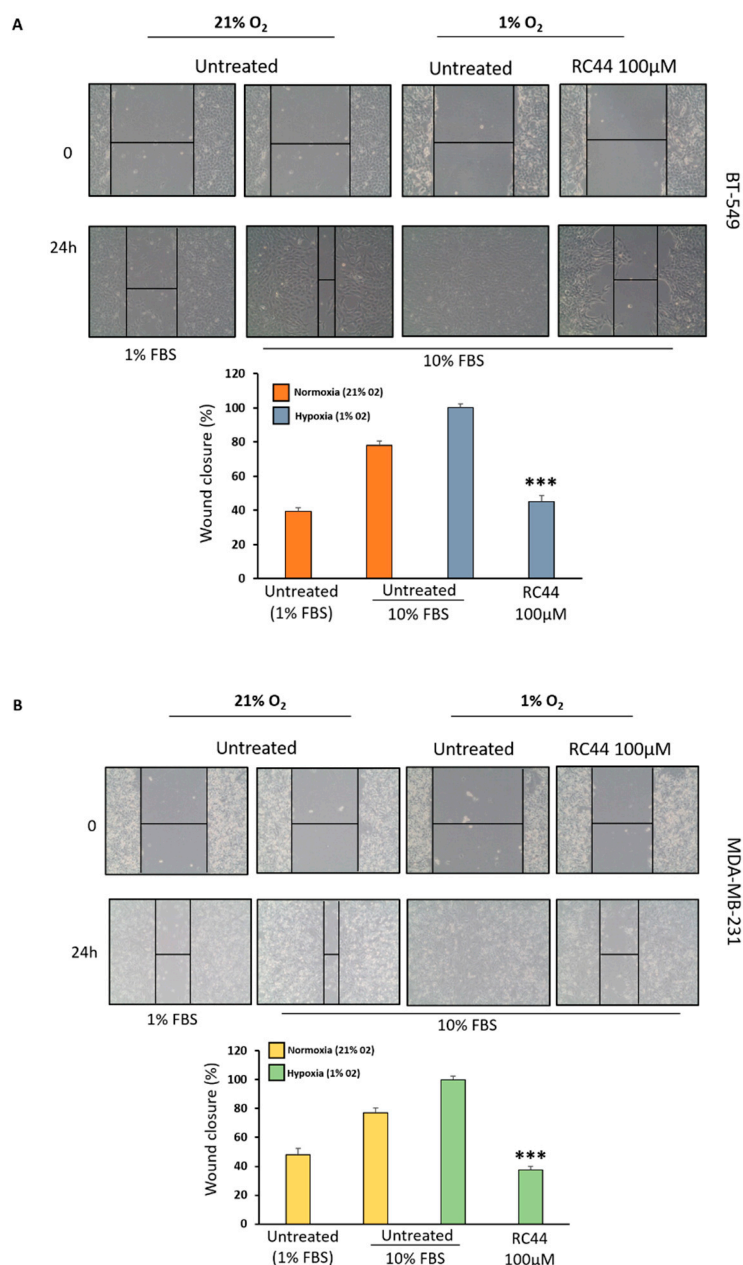 A
21% O₂ 1% O₂
Untreated Untreated RC44 100µM
0
BT-549
24h
1% FBS
10% FBS
120
100
80
60
40
20
0
Wound closure (%)
Normoxia (21% 02)
Hypoxia (1% 02)
***
Untreated Untreated RC44
(1% FBS) 10% FBS 100µM
B
21% O₂ 1% O₂
Untreated Untreated RC44 100µM
0
MDA-MB-231
24h
1% FBS
10% FBS
120
100
80
60
40
20
0
Wound closure (%)
Normoxia (21% 02)
Hypoxia (1% 02)
***
Untreated Untreated RC44
(1% FBS) 10% FBS 100µM